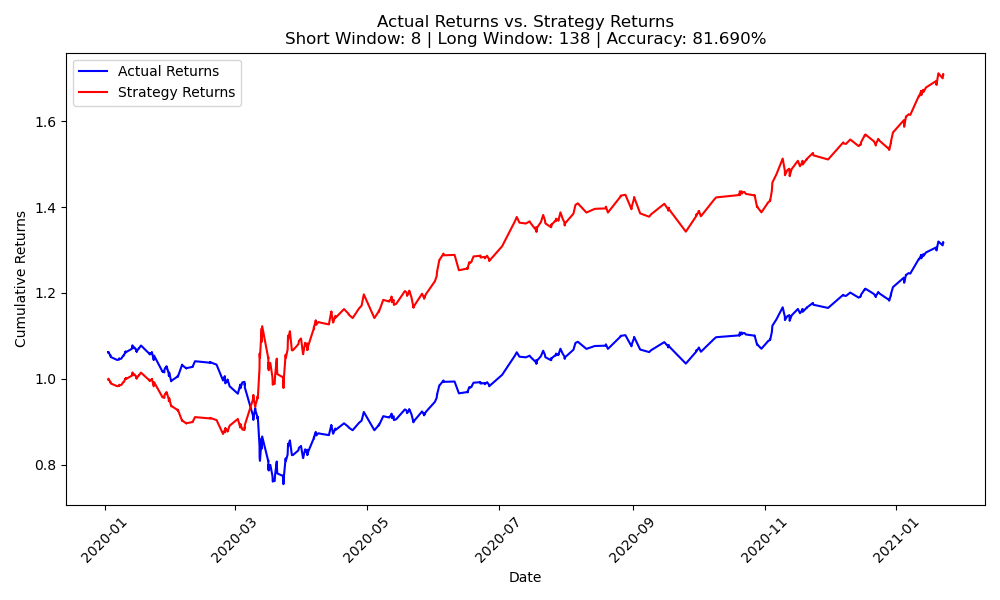 Actual Returns vs. Strategy Returns
Short Window: 8 | Long Window: 138 | Accuracy: 81.690%
Actual Returns
Strategy Returns
Cumulative Returns
1.6
1.4
1.2
1.0
0.8
2020-01
2020-03
2020-05
2020-07
2020-09
2020-11
2021-01
Date